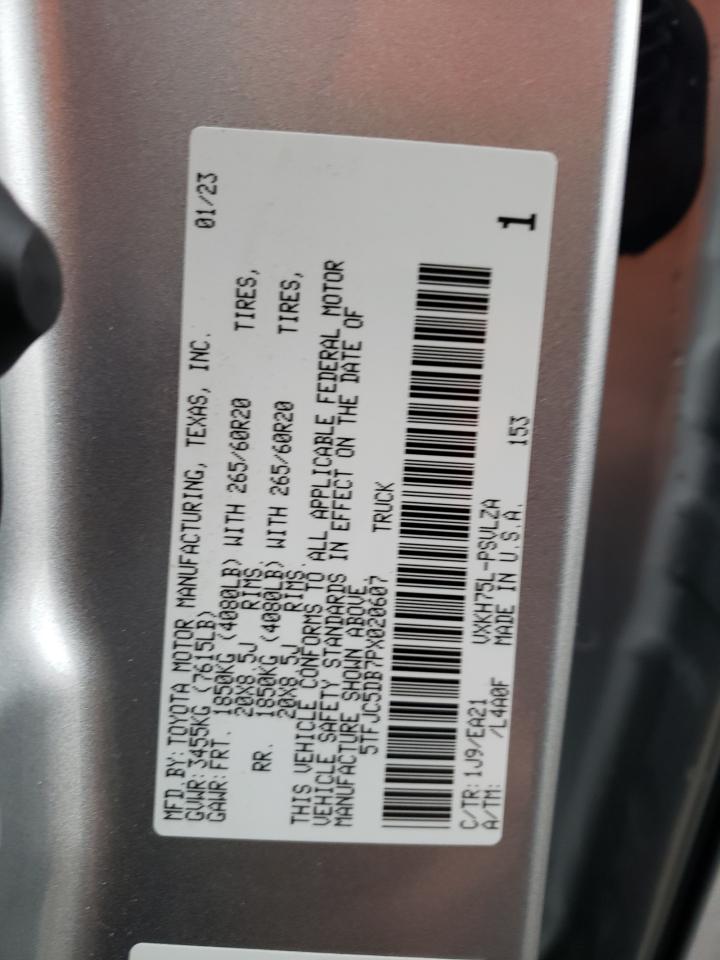 MFD.BY:TOYOTA MOTOR MANUFACTURING, TEXAS, INC. 01/23
GVWR:3455KG(7615LB)
GAWR:FRT. 1850KG(4080LB)WITH 265/60R20 TIRES,
20X8.5J RIMS.
RR. 1850KG(4080LB)WITH 265/60R20 TIRES,
20X8.5J RIMS.
THIS VEHICLE CONFORMS TO ALL APPLICABLE FEDERAL MOTOR
VEHICLE SAFETY STANDARDS IN EFFECT ON THE DATE OF
MANUFACTURE SHOWN ABOVE.
5TFJC5DB7PX020607 TRUCK
C/TR:1J9/EA21 VXKH75L-PSVLZA
A/TM: /L4A0F MADE IN U.S.A. 153
1